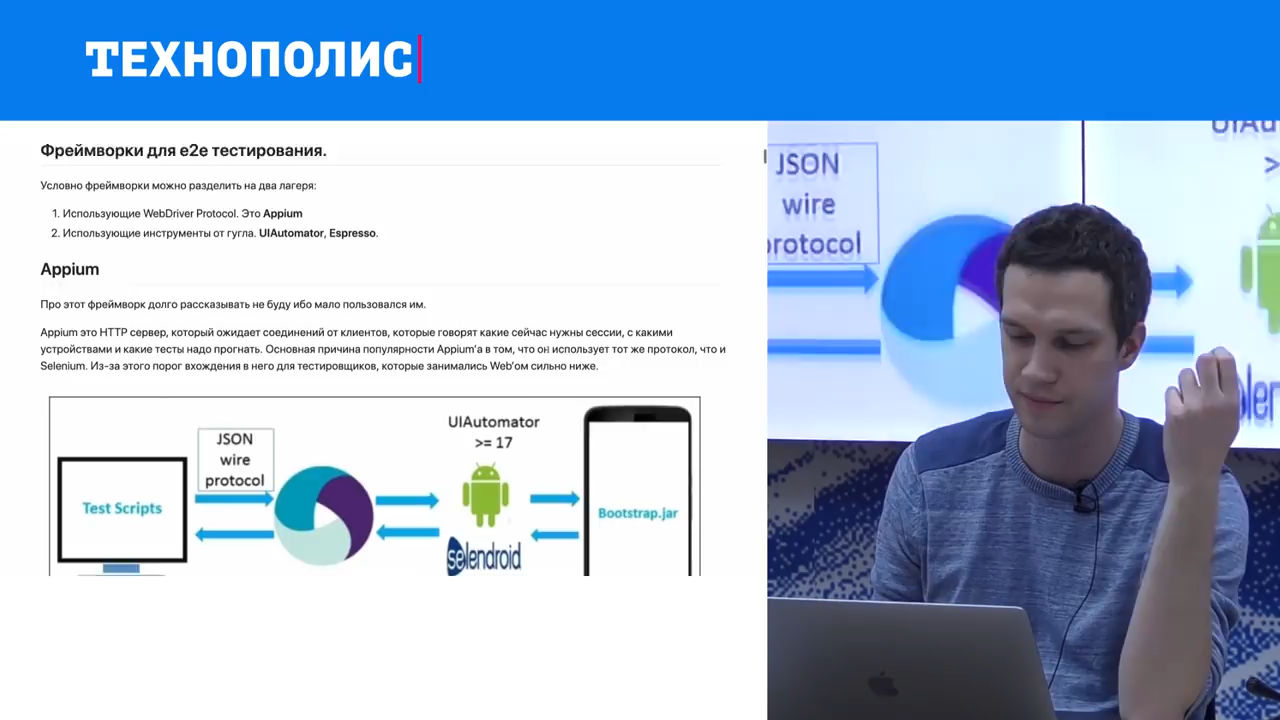 ТЕХНОПОЛИС
Фреймворки для e2e тестирования.
Условно фреймворки можно разделить на два лагеря:
1. Использующие WebDriver Protocol. Это Appium
2. Использующие инструменты от гугла. UIAutomator, Espresso.
Appium
Про этот фреймворк долго рассказывать не буду ибо мало пользовался им.
Appium это HTTP сервер, который ожидает соединений от клиентов, которые говорят какие сейчас нужны сессии, с какими
устройствами и какие тесты надо прогнать. Основная причина популярности Appium'а в том, что он использует тот же протокол, что и
Selenium. Из-за этого порог вхождения в него для тестировщиков, которые занимались Web'ом сильно ниже.
Test Scripts
JSON
wire
protocol
UIAutomator
>= 17
selendroid
Bootstrap.jar
JSON
wire
protocol